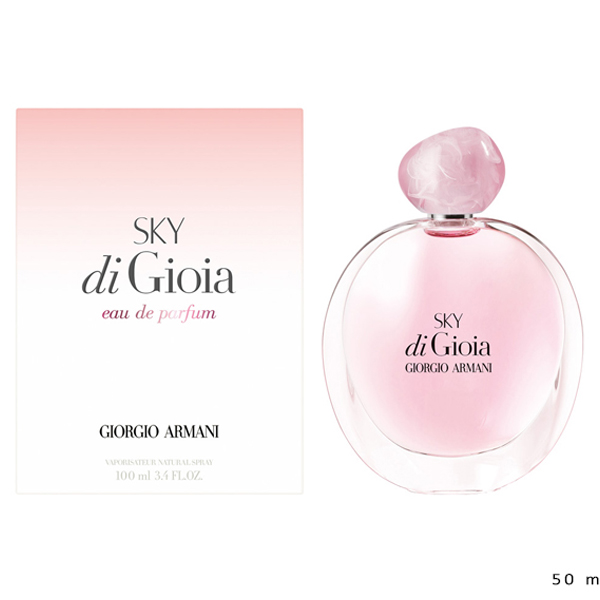 SKY
di Gioia
eau de parfum
GIORGIO ARMANI
VAPORISATEUR NATURAL SPRAY
100 ml 3.4 FL.OZ.
SKY
di Gioia
GIORGIO ARMANI
50 m